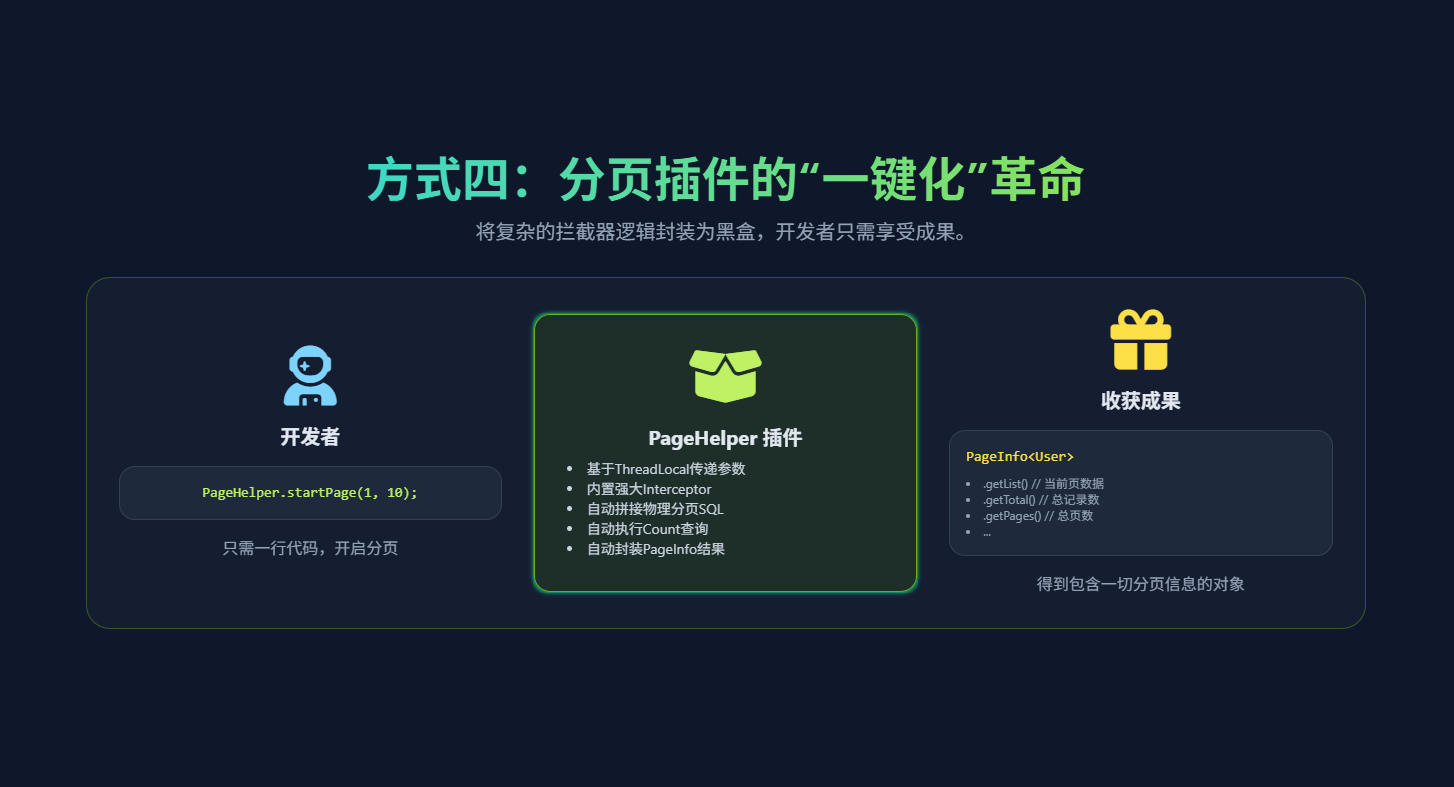 方式四：分页插件的“一键化”革命
将复杂的拦截器逻辑封装为黑盒，开发者只需享受成果。
开发者
PageHelper.startPage(1, 10);
只需一行代码，开启分页
PageHelper 插件
• 基于ThreadLocal传递参数
• 内置强大Interceptor
• 自动拼接物理分页SQL
• 自动执行Count查询
• 自动封装PageInfo结果
收获成果
PageInfo<User>
• .getList() // 当前页数据
• .getTotal() // 总记录数
• .getPages() // 总页数
• ...
得到包含一切分页信息的对象